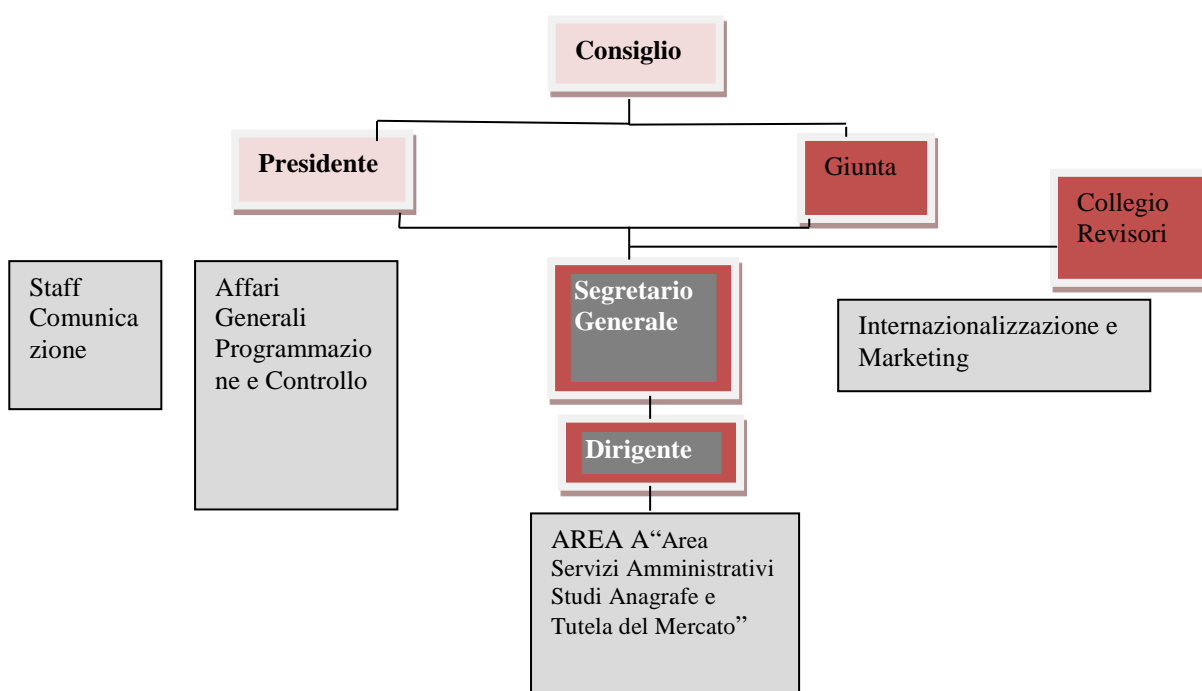 Consiglio
Presidente
Giunta
Collegio
Revisori
Staff
Comunica
zione
Affari
Generali
Programmazio
ne e Controllo
Segretario
Generale
Internazionalizzazione e
Marketing
Dirigente
AREA A“Area
Servizi Amministrativi
Studi Anagrafe e
Tutela del Mercato”